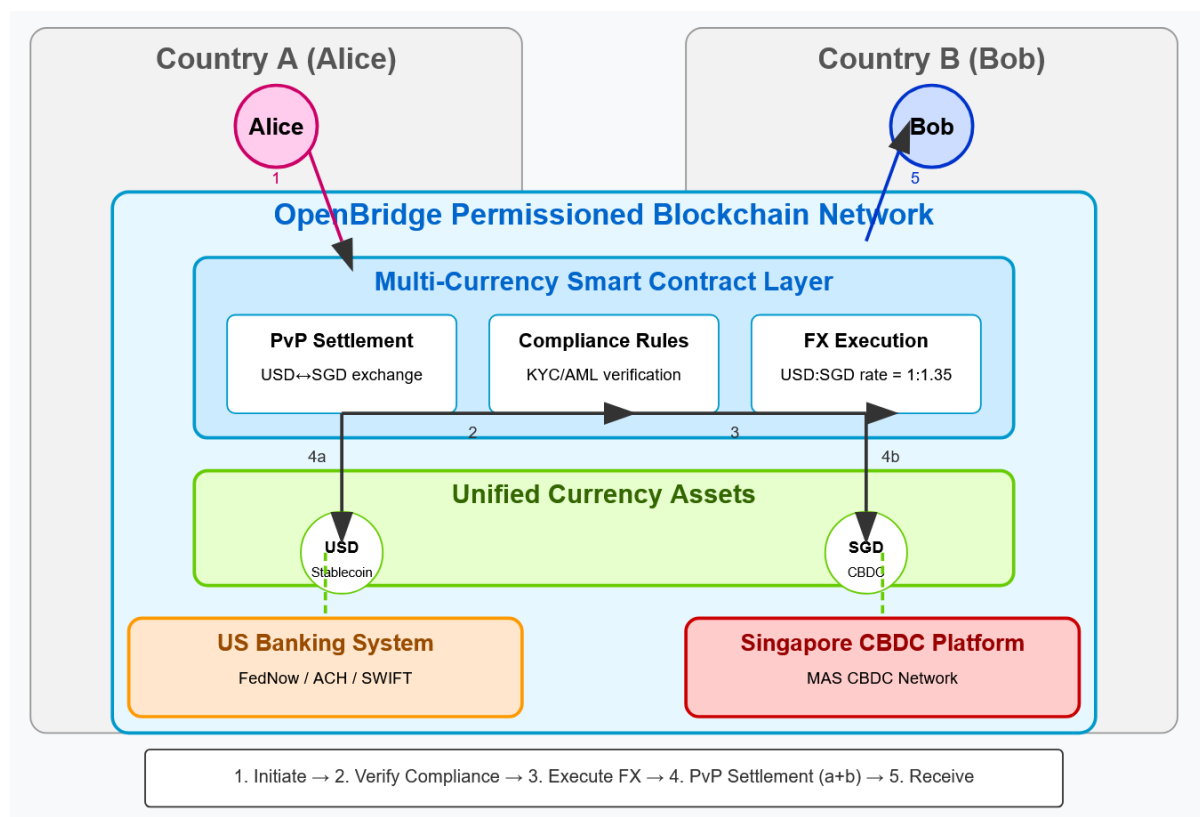 Country A (Alice)
Country B (Bob)
Alice
Bob
1
5
OpenBridge Permissioned Blockchain Network
Multi-Currency Smart Contract Layer
PvP Settlement
USD↔SGD exchange
Compliance Rules
KYC/AML verification
FX Execution
USD:SGD rate = 1:1.35
2
3
4a
4b
Unified Currency Assets
USD
Stablecoin
SGD
CBDC
US Banking System
FedNow / ACH / SWIFT
Singapore CBDC Platform
MAS CBDC Network
1. Initiate → 2. Verify Compliance → 3. Execute FX → 4. PvP Settlement (a+b) → 5. Receive